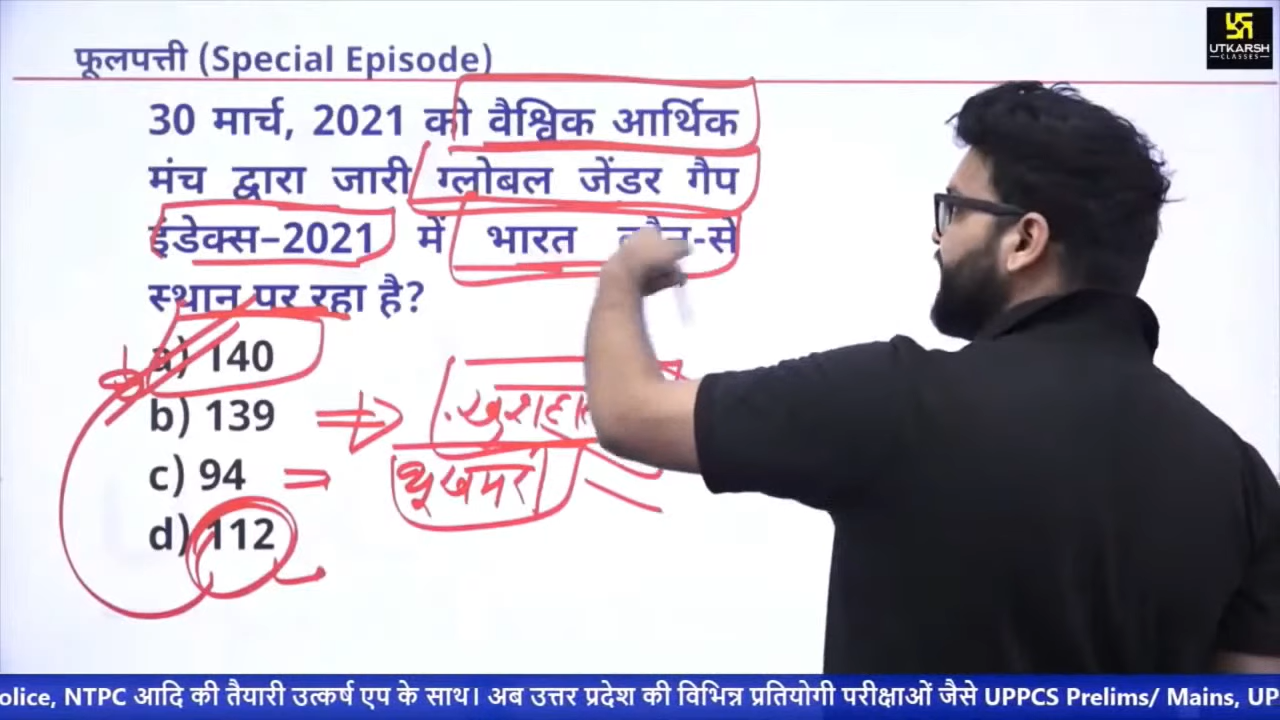 फूलपत्ती (Special Episode)
UTKARSH
CLASSES
30 मार्च, 2021 को वैश्विक आर्थिक
मंच द्वारा जारी ग्लोबल जेंडर गैप
इंडेक्स-2021 में भारत कौन-से
स्थान पर रहा है?
a) 140
b) 139
c) 94
d) 112
olice, NTPC आदि की तैयारी उत्कर्ष एप के साथ। अब उत्तर प्रदेश की विभिन्न प्रतियोगी परीक्षाओं जैसे UPPCS Prelims/ Mains, UP